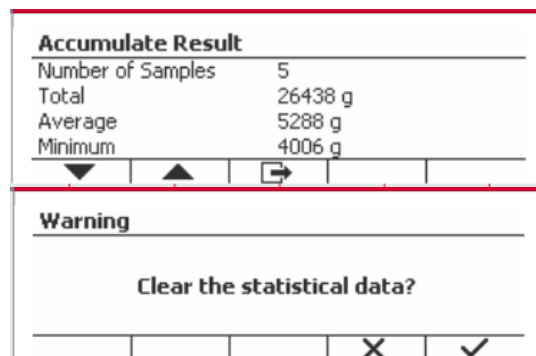 Accumulate Result
Number of Samples 5
Total 26438 g
Average 5288 g
Minimum 4006 g
Warning
Clear the statistical data?